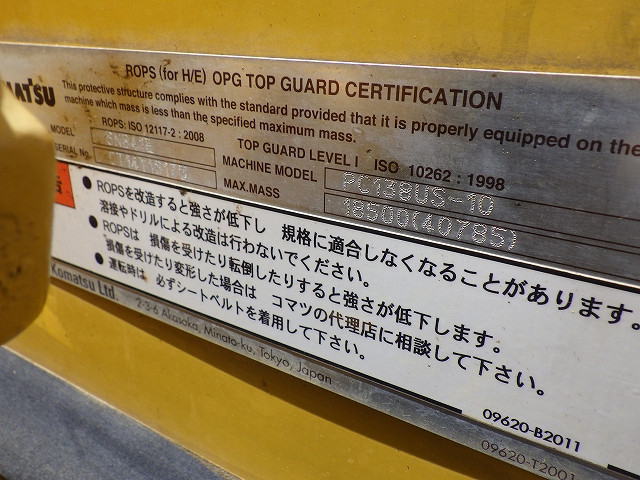 ROPS (for H/E) OPG TOP GUARD CERTIFICATION
This protective structure complies with the standard provided that it is properly equipped on the
machine which mass is less than the specified maximum mass.
ROPS: ISO 12117-2 : 2008
TOP GUARD LEVEL I ISO 10262 : 1998
MODEL
SERIAL No.
MACHINE MODEL PC138US-10
MAX.MASS 18500(40785)
● ROPSを改造すると強さが低下し 規格に適合しなくなることがあります。
溶接やドリルによる改造は行わないでください。
● ROPSは 損傷を受けたり転倒したりすると強さが低下します。
損傷を受けたり変形した場合は コマツの代理店に相談して下さい。
● 運転時は 必ずシートベルトを着用して下さい。
Komatsu Ltd.
2-3-6 Akasaka, Minato-ku, Tokyo, Japan
09620-B2011
09620-T2001